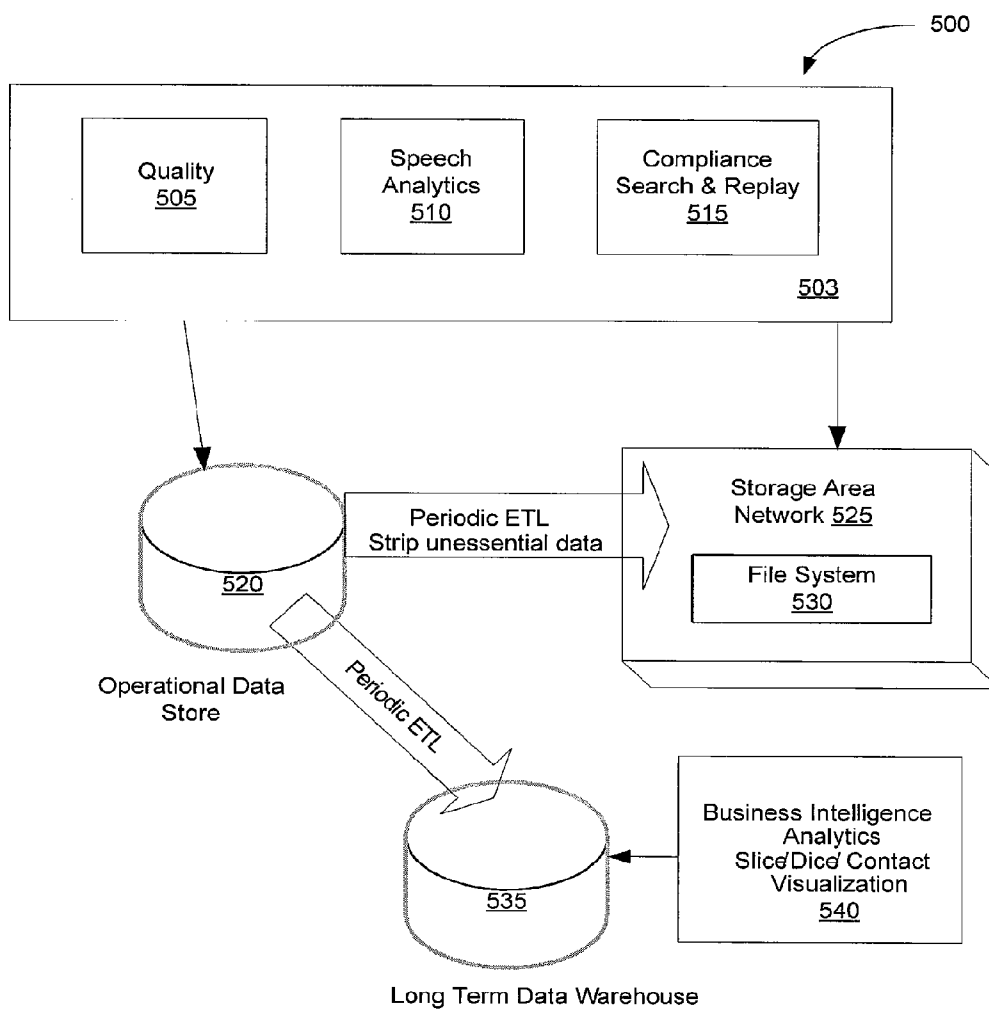 500
Quality
505
Speech
Analytics
510
Compliance
Search & Replay
515
503
Storage Area
Network 525
File System
530
Periodic ETL
Strip unessential data
520
Operational Data
Store
Periodic ETL
Business Intelligence
Analytics
Slice/Dice/ Contact
Visualization
540
535
Long Term Data Warehouse